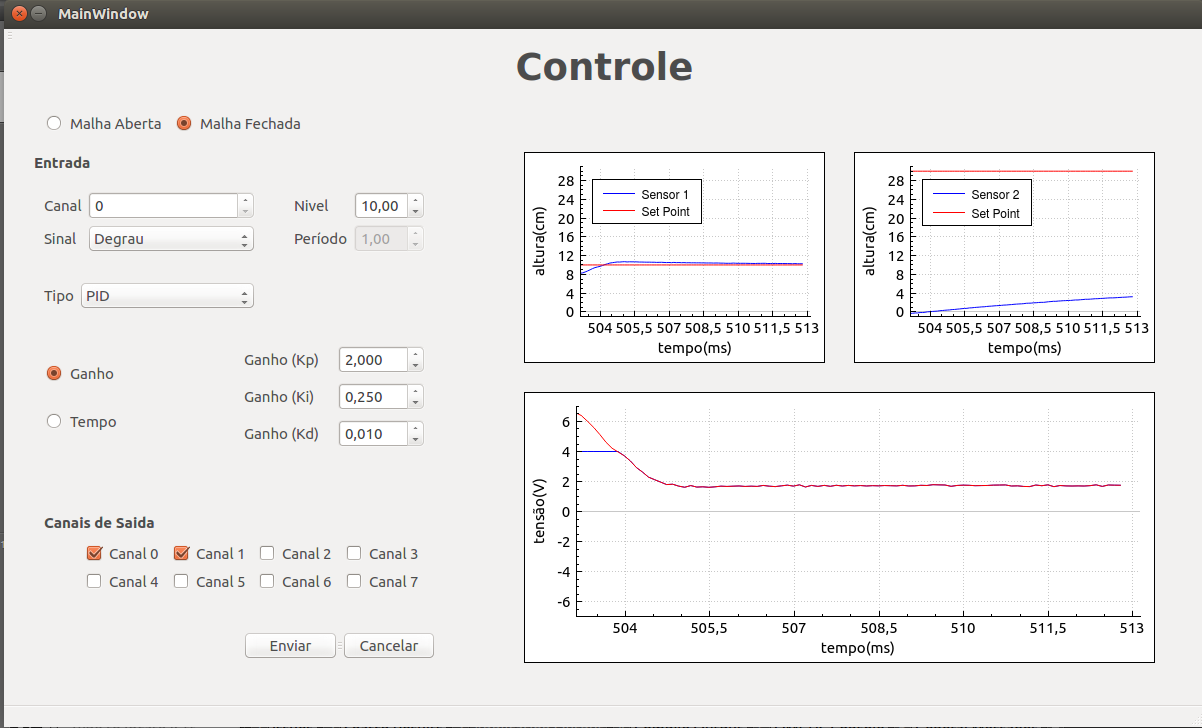 MainWindow
Controle
Malha Aberta Malha Fechada
Entrada
Canal 0 Nivel 10,00
Sinal Degrau Período 1,00
Tipo PID
Ganho
Tempo
Ganho (Kp) 2,000
Ganho (Ki) 0,250
Ganho (Kd) 0,010
Canais de Saida
Canal 0 Canal 1 Canal 2 Canal 3
Canal 4 Canal 5 Canal 6 Canal 7
Enviar Cancelar
altura(cm)
28
24
20
16
12
8
4
0
Sensor 1
Set Point
504 505,5 507 508,5 510 511,5 513
tempo(ms)
altura(cm)
28
24
20
16
12
8
4
0
Sensor 2
Set Point
504 505,5 507 508,5 510 511,5 513
tempo(ms)
tensão(V)
6
4
2
0
-2
-4
-6
504 505,5 507 508,5 510 511,5 513
tempo(ms)